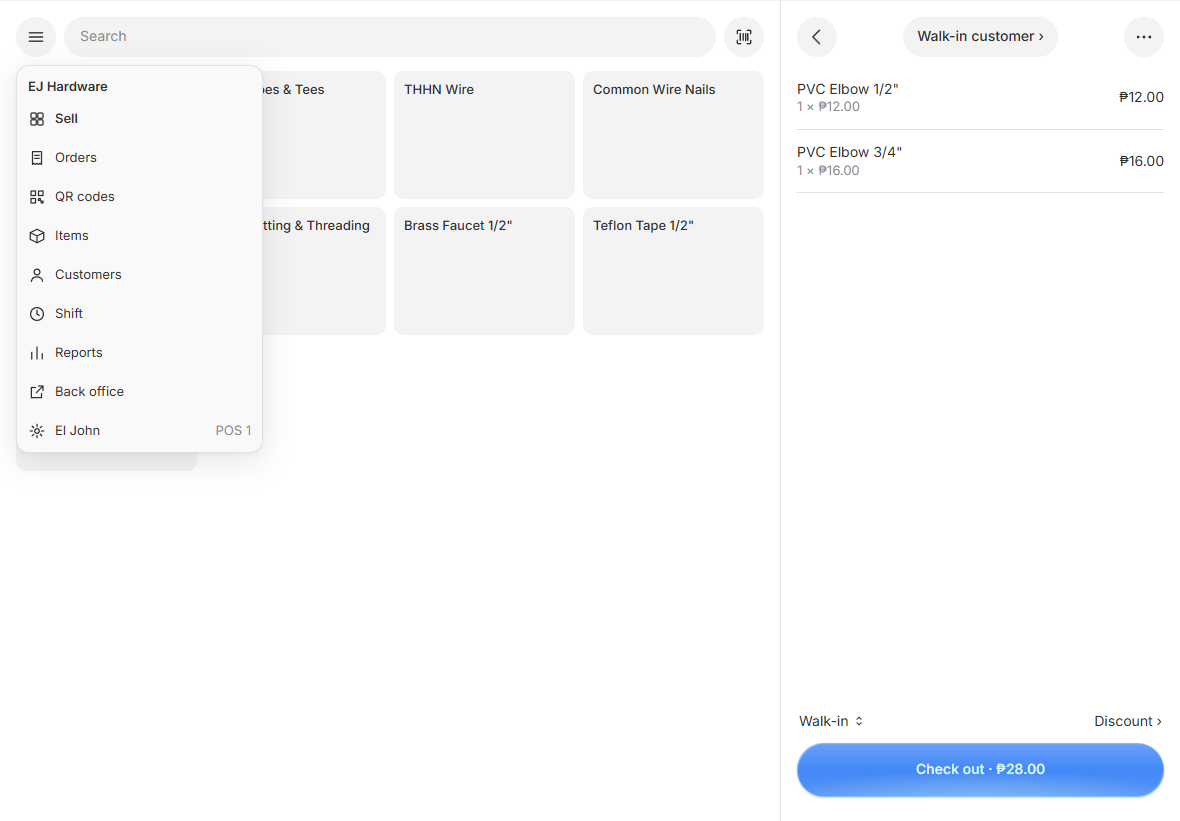 Search
Walk-in customer ›
EJ Hardware
Sell
Orders
QR codes
Items
Customers
Shift
Reports
Back office
El John
POS 1
& Tees
THHN Wire
Common Wire Nails
& Threading
Brass Faucet 1/2"
Teflon Tape 1/2"
PVC Elbow 1/2"
1 × ₱12.00
₱12.00
PVC Elbow 3/4"
1 × ₱16.00
₱16.00
Walk-in
Discount ›
Check out · ₱28.00